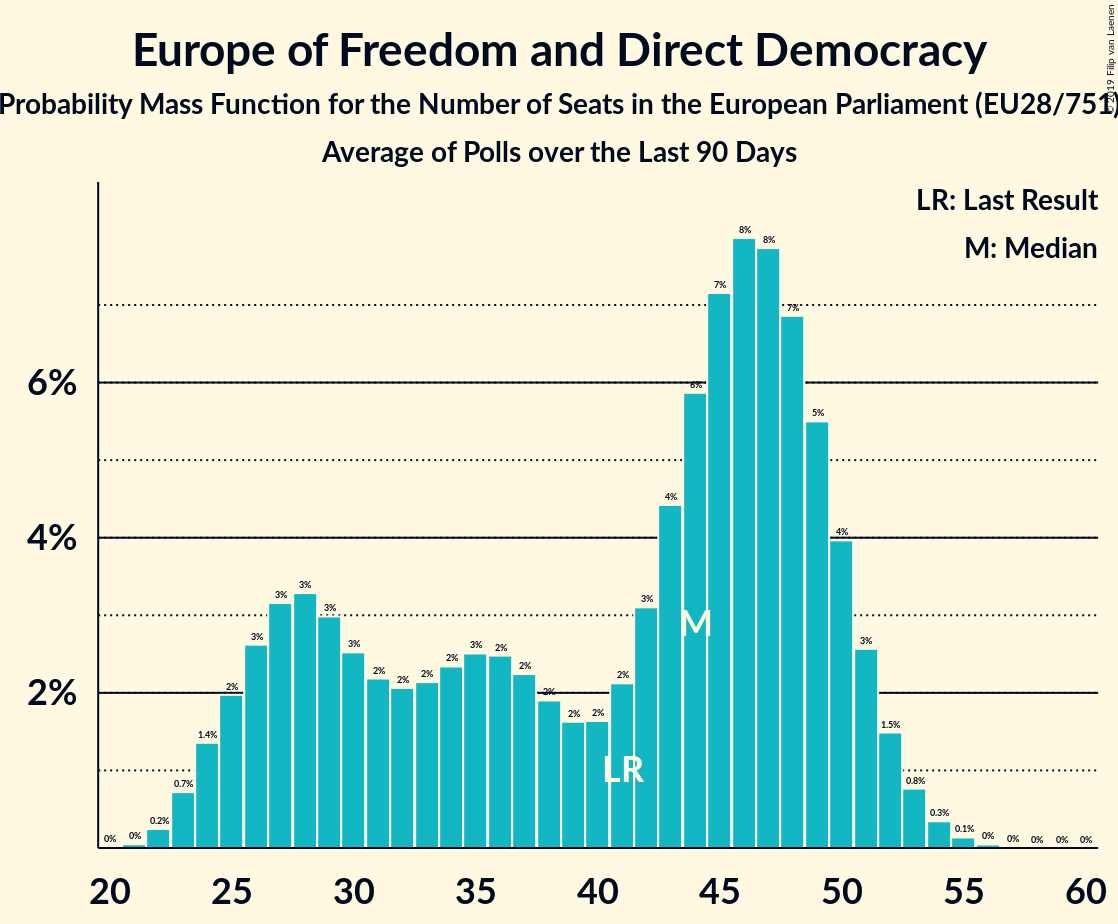 Europe of Freedom and Direct Democracy
Probability Mass Function for the Number of Seats in the European Parliament (EU28/751)
Average of Polls over the Last 90 Days
© 2019 Filip van Laenen
LR: Last Result
M: Median
6%
4%
2%
0% 0% 0.2% 0.7% 1.4% 2% 3% 3% 3% 3% 3% 2% 2% 2% 2% 3% 2% 2% 2% 2% 2% 2% 3% 4% 6% 7% 8% 8% 7% 5% 4% 3% 1.5% 0.8% 0.3% 0.1% 0% 0% 0% 0% 0%
M
LR
20 25 30 35 40 45 50 55 60